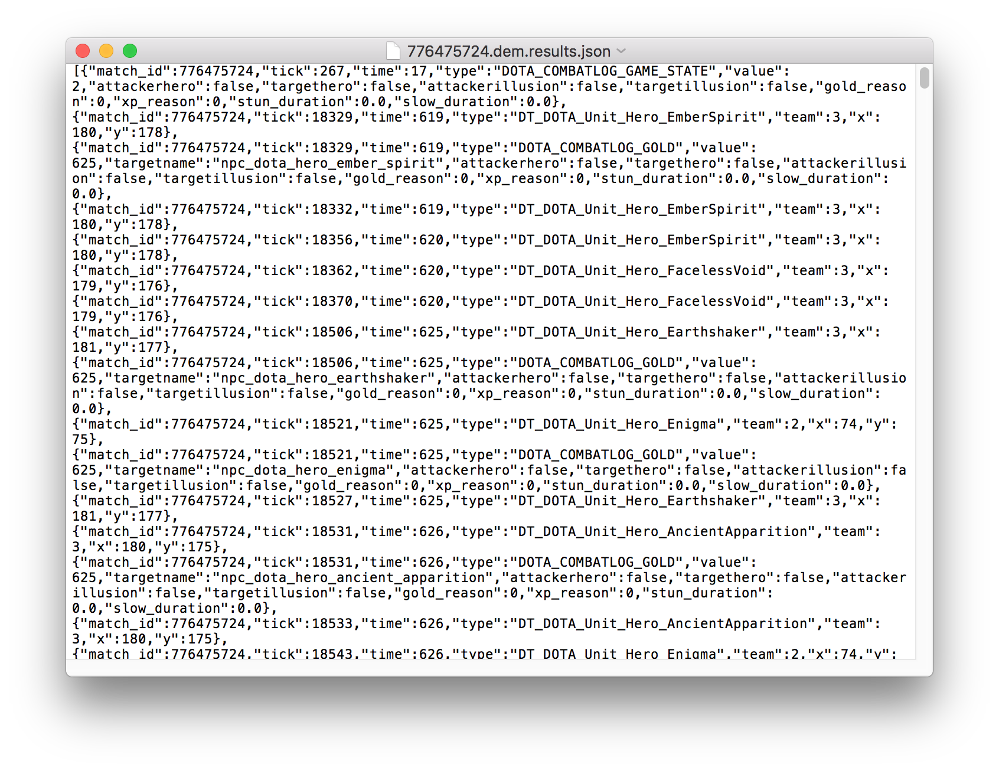 776475724.dem.results.json
[{"match_id":776475724,"tick":267,"time":17,"type":"DOTA_COMBATLOG_GAME_STATE","value":
2,"attackerhero":false,"targethero":false,"attackerillusion":false,"targetillusion":false,"gold_reaso
n":0,"xp_reason":0,"stun_duration":0.0,"slow_duration":0.0},
{"match_id":776475724,"tick":18329,"time":619,"type":"DT_DOTA_Unit_Hero_EmberSpirit","team":3,"x":
180,"y":178},
{"match_id":776475724,"tick":18329,"time":619,"type":"DOTA_COMBATLOG_GOLD","value":
625,"targetname":"npc_dota_hero_ember_spirit","attackerhero":false,"targethero":false,"attackerillusi
on":false,"targetillusion":false,"gold_reason":0,"xp_reason":0,"stun_duration":0.0,"slow_duration":
0.0},
{"match_id":776475724,"tick":18332,"time":619,"type":"DT_DOTA_Unit_Hero_EmberSpirit","team":3,"x":
180,"y":178},
{"match_id":776475724,"tick":18356,"time":620,"type":"DT_DOTA_Unit_Hero_EmberSpirit","team":3,"x":
180,"y":178},
{"match_id":776475724,"tick":18362,"time":620,"type":"DT_DOTA_Unit_Hero_FacelessVoid","team":3,"x":
179,"y":176},
{"match_id":776475724,"tick":18370,"time":620,"type":"DT_DOTA_Unit_Hero_FacelessVoid","team":3,"x":
179,"y":176},
{"match_id":776475724,"tick":18506,"time":625,"type":"DT_DOTA_Unit_Hero_Earthshaker","team":3,"x":
181,"y":177},
{"match_id":776475724,"tick":18506,"time":625,"type":"DOTA_COMBATLOG_GOLD","value":
625,"targetname":"npc_dota_hero_earthshaker","attackerhero":false,"targethero":false,"attackerillusio
n":false,"targetillusion":false,"gold_reason":0,"xp_reason":0,"stun_duration":0.0,"slow_duration":
0.0},
{"match_id":776475724,"tick":18521,"time":625,"type":"DT_DOTA_Unit_Hero_Enigma","team":2,"x":74,"y":
75},
{"match_id":776475724,"tick":18521,"time":625,"type":"DOTA_COMBATLOG_GOLD","value":
625,"targetname":"npc_dota_hero_enigma","attackerhero":false,"targethero":false,"attackerillusion":fa
lse,"targetillusion":false,"gold_reason":0,"xp_reason":0,"stun_duration":0.0,"slow_duration":0.0},
{"match_id":776475724,"tick":18527,"time":625,"type":"DT_DOTA_Unit_Hero_Earthshaker","team":3,"x":
181,"y":177},
{"match_id":776475724,"tick":18531,"time":626,"type":"DT_DOTA_Unit_Hero_AncientApparition","team":
3,"x":180,"y":175},
{"match_id":776475724,"tick":18531,"time":626,"type":"DOTA_COMBATLOG_GOLD","value":
625,"targetname":"npc_dota_hero_ancient_apparition","attackerhero":false,"targethero":false,"attacker
illusion":false,"targetillusion":false,"gold_reason":0,"xp_reason":0,"stun_duration":
0.0,"slow_duration":0.0},
{"match_id":776475724,"tick":18533,"time":626,"type":"DT_DOTA_Unit_Hero_AncientApparition","team":
3,"x":180,"y":175},
{"match_id":776475724,"tick":18543,"time":626,"type":"DT_DOTA_Unit_Hero_Enigma","team":2,"x":74,"y":